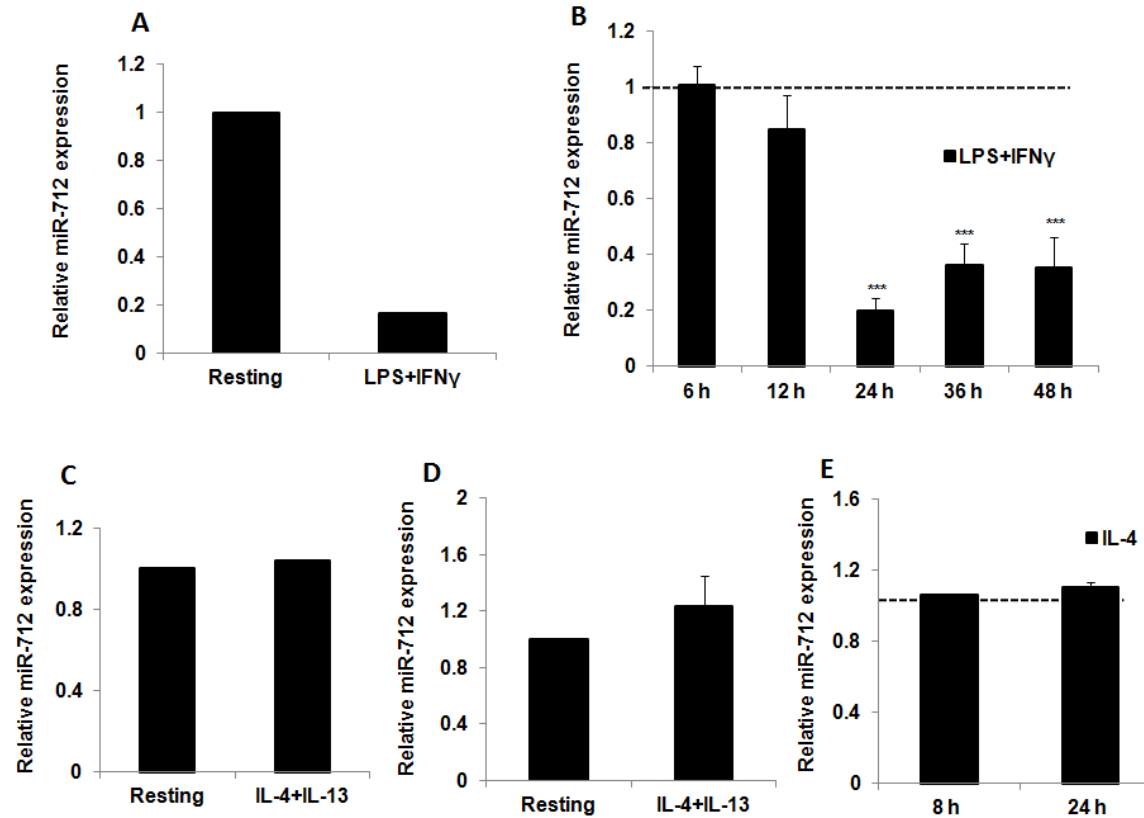 A
Relative miR-712 expression
1.2
1
0.8
0.6
0.4
0.2
0
Resting LPS+IFNγ
B
Relative miR-712 expression
1.2
1
0.8
0.6
0.4
0.2
0
LPS+IFNγ
***
***
***
6 h 12 h 24 h 36 h 48 h
C
Relative miR-712 expression
1.2
0.8
0.4
0
Resting IL-4+IL-13
D
Relative miR-712 expression
2
1.6
1.2
0.8
0.4
0
Resting IL-4+IL-13
E
Relative miR-712 expression
1.6
1.2
0.8
0.4
0
IL-4
8 h 24 h